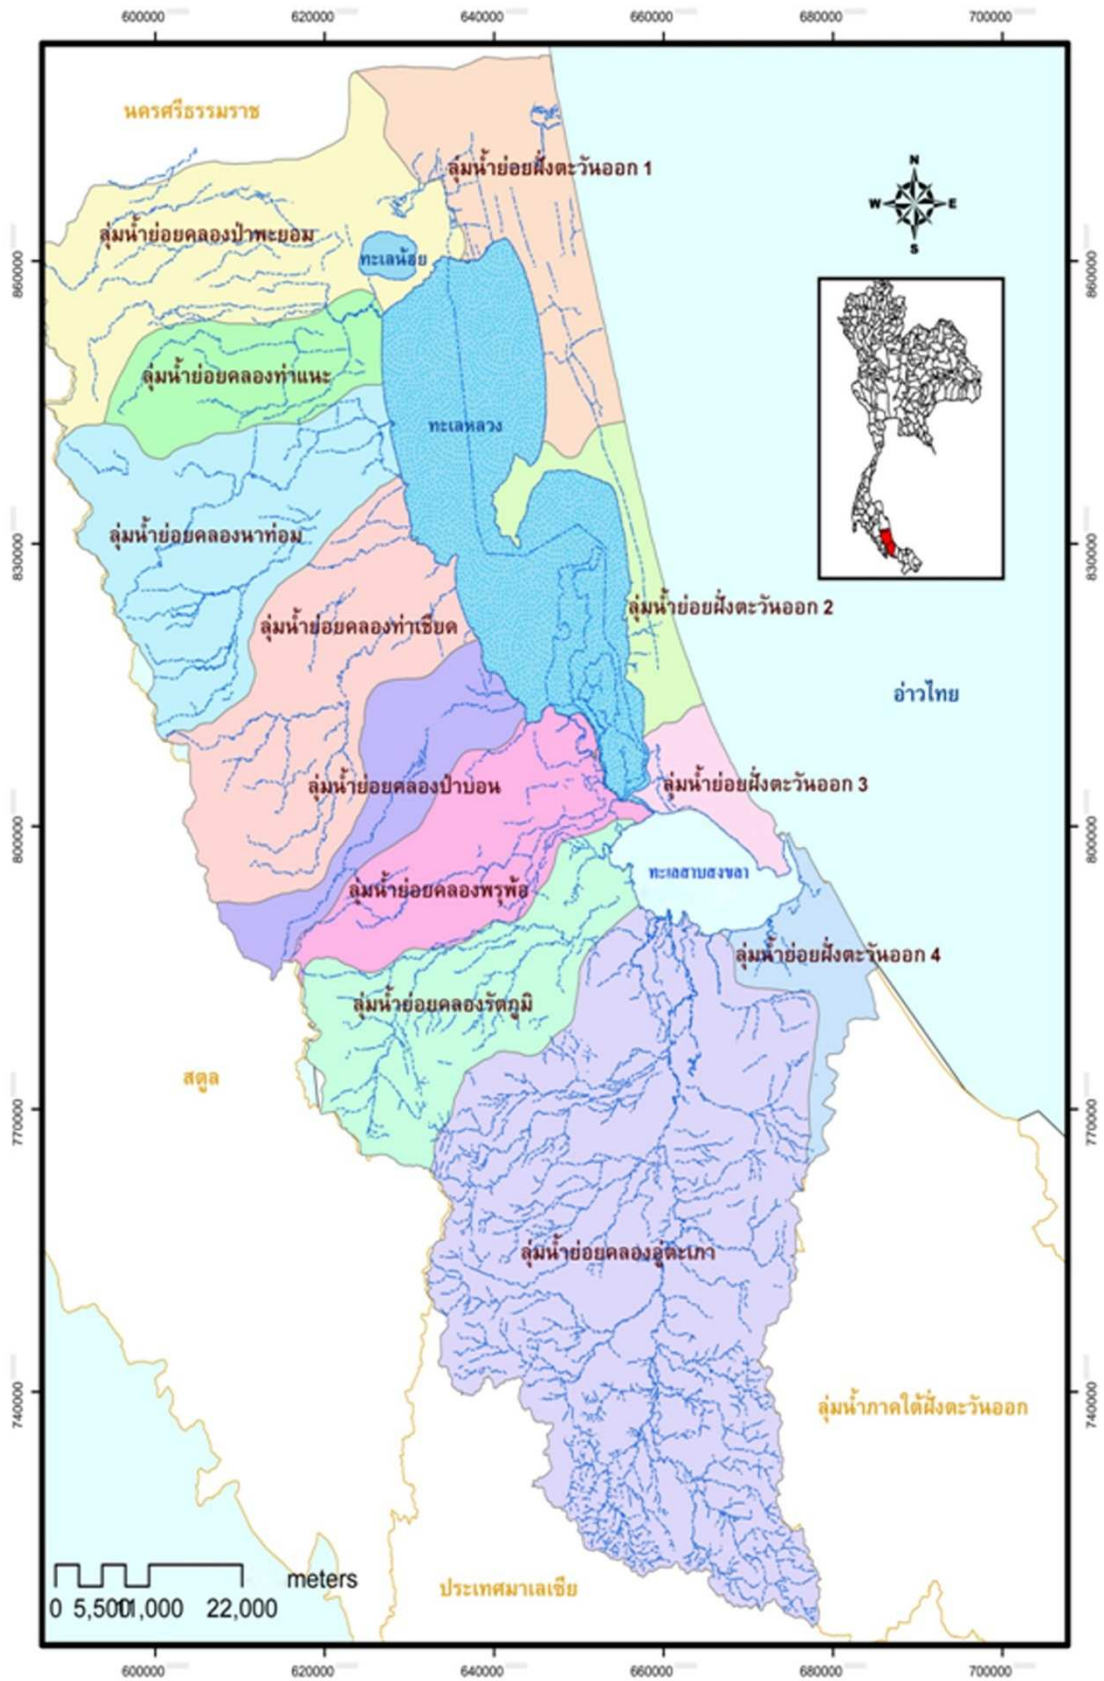 600000 620000 640000 660000 680000 700000
นครศรีธรรมราช
ลุ่มน้ำย่อยฝั่งตะวันออก 1
N
W E
S
ลุ่มน้ำย่อยคลองป่าพะยอม
ทะเลน้อย
860000
860000
ลุ่มน้ำย่อยคลองท่าแนะ
ทะเลหลวง
ลุ่มน้ำย่อยคลองนาท่อม
830000
830000
ลุ่มน้ำย่อยฝั่งตะวันออก 2
ลุ่มน้ำย่อยคลองท่าเชียด
อ่าวไทย
ลุ่มน้ำย่อยคลองป่าบอน
ลุ่มน้ำย่อยฝั่งตะวันออก 3
800000
800000
ทะเลสาบสงขลา
ลุ่มน้ำย่อยคลองพรุพ้อ
ลุ่มน้ำย่อยฝั่งตะวันออก 4
ลุ่มน้ำย่อยคลองรัตภูมิ
สตูล
770000
770000
ลุ่มน้ำย่อยคลองอู่ตะเภา
740000
740000
ลุ่มน้ำภาคใต้ฝั่งตะวันออก
meters
0 5,500 11,000 22,000
ประเทศมาเลเซีย
600000 620000 640000 660000 680000 700000